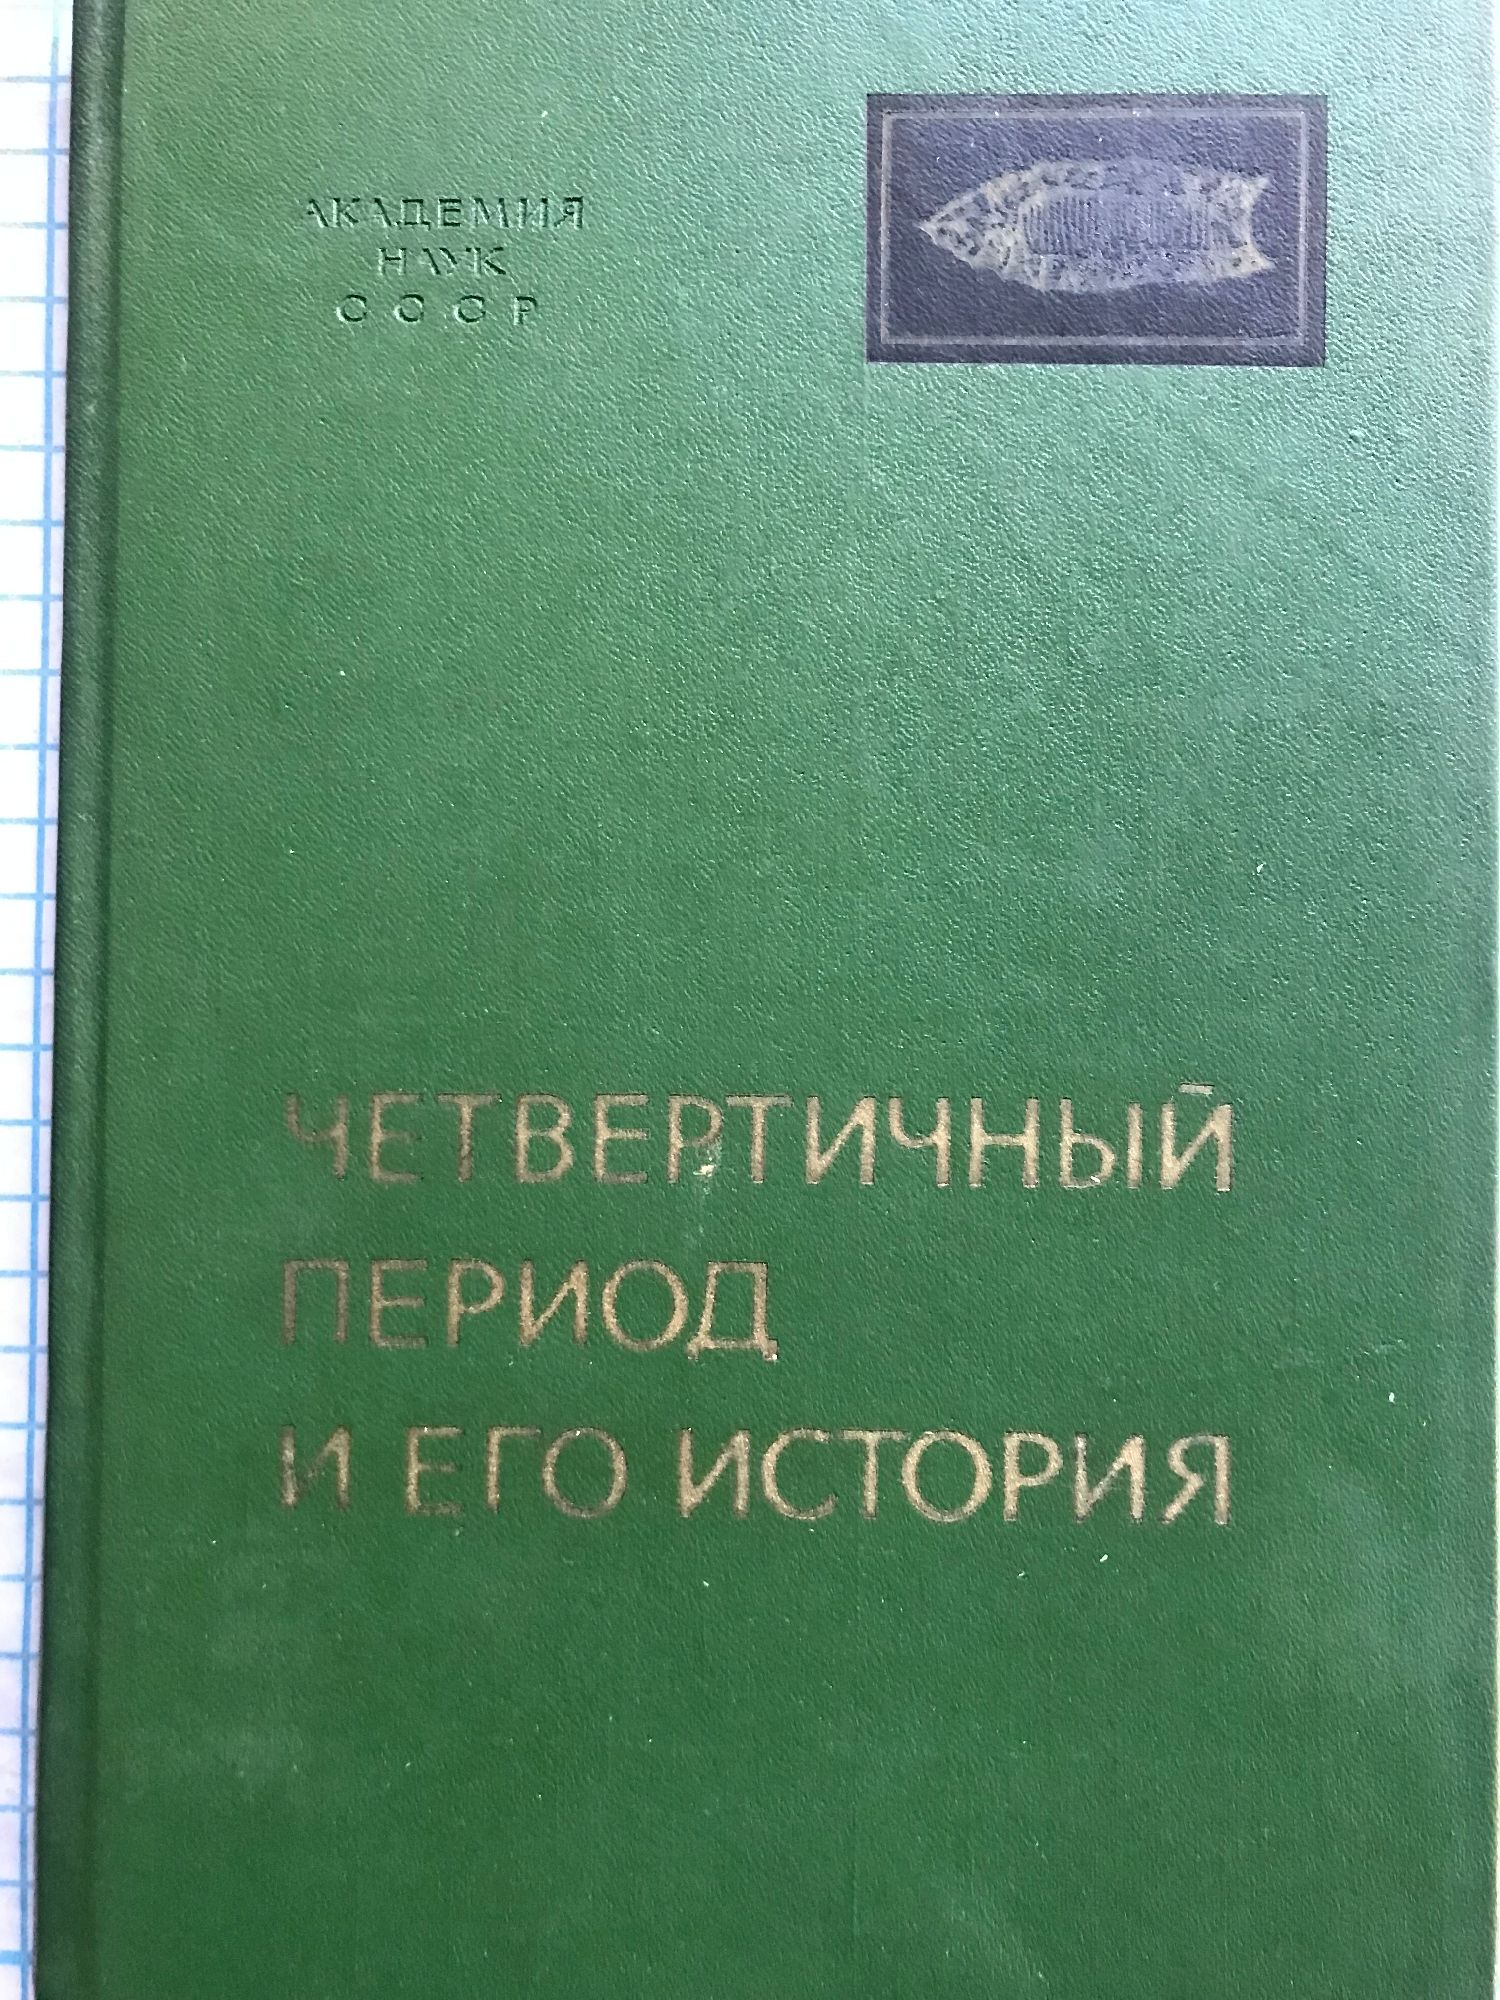 АКАДЕМИЯ
НАУК
СССР
ЧЕТВЕРТИЧНЫЙ
ПЕРИОД
И ЕГО ИСТОРИЯ